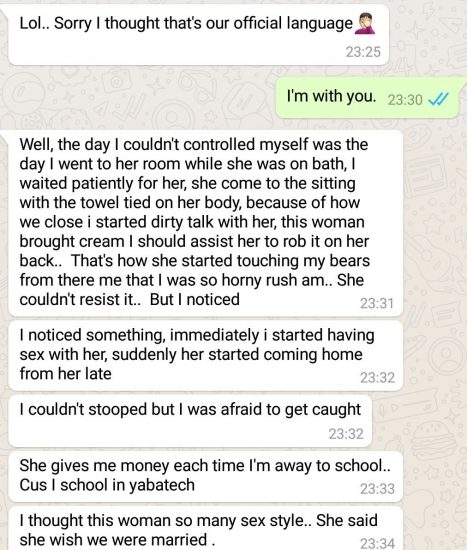 Lol.. Sorry I thought that's our official language🤦🏻‍♂️
23:25
I'm with you.
23:30
Well, the day I couldn't controlled myself was the
day I went to her room while she was on bath, I
waited patiently for her, she come to the sitting
with the towel tied on her body, because of how
we close i started dirty talk with her, this woman
brought cream I should assist her to rob it on her
back.. That's how she started touching my bears
from there me that I was so horny rush am.. She
couldn't resist it.. But I noticed
23:31
I noticed something, immediately i started having
sex with her, suddenly her started coming home
from her late
23:32
I couldn't stooped but I was afraid to get caught
23:32
She gives me money each time I'm away to school..
Cus I school in yabatech
23:33
I thought this woman so many sex style.. She said
she wish we were married .
23:34